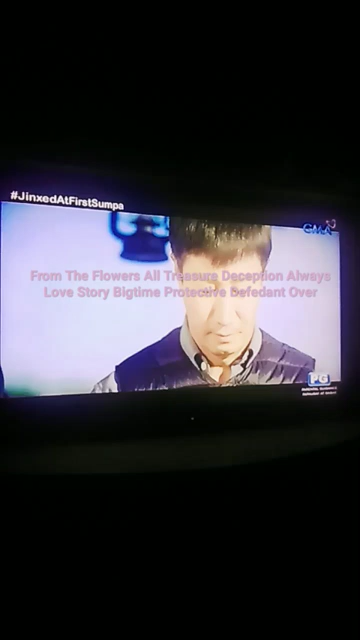 #JinxedAtFirstSumpa
GMA
From The Flowers All Treasure Deception Always
Love Story Bigtime Protective Defedant Over
PG